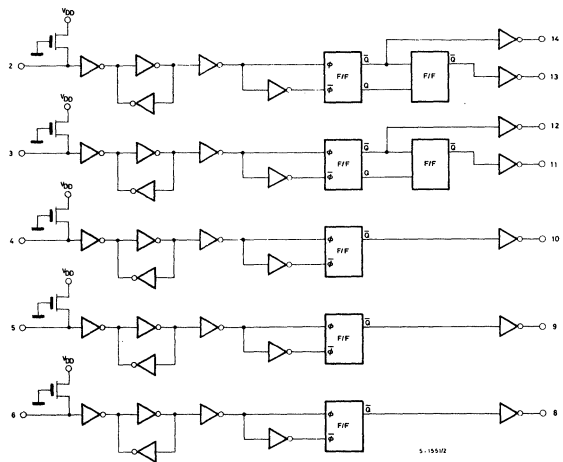 VDD
14
2
φ
Q̄
φ̄
F/F
Q
F/F
Q̄
13
VDD
12
3
φ
Q̄
φ̄
F/F
Q
F/F
Q̄
11
VDD
4
φ
Q̄
φ̄
F/F
10
VDD
5
φ
Q̄
F/F
φ̄
9
VDD
6
φ
Q̄
F/F
φ̄
8
S-1551/2